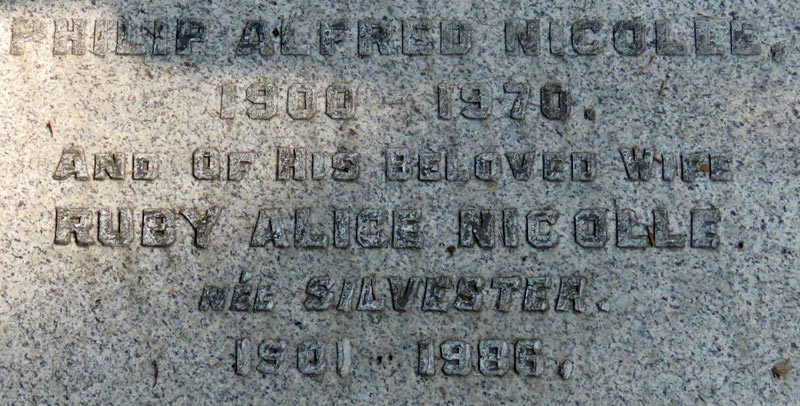 PHILIP ALFRED NICOLLE,
1900 - 1970.
AND OF HIS BELOVED WIFE
RUBY ALICE NICOLLE
NÉE SILVESTER.
1901 - 1986.